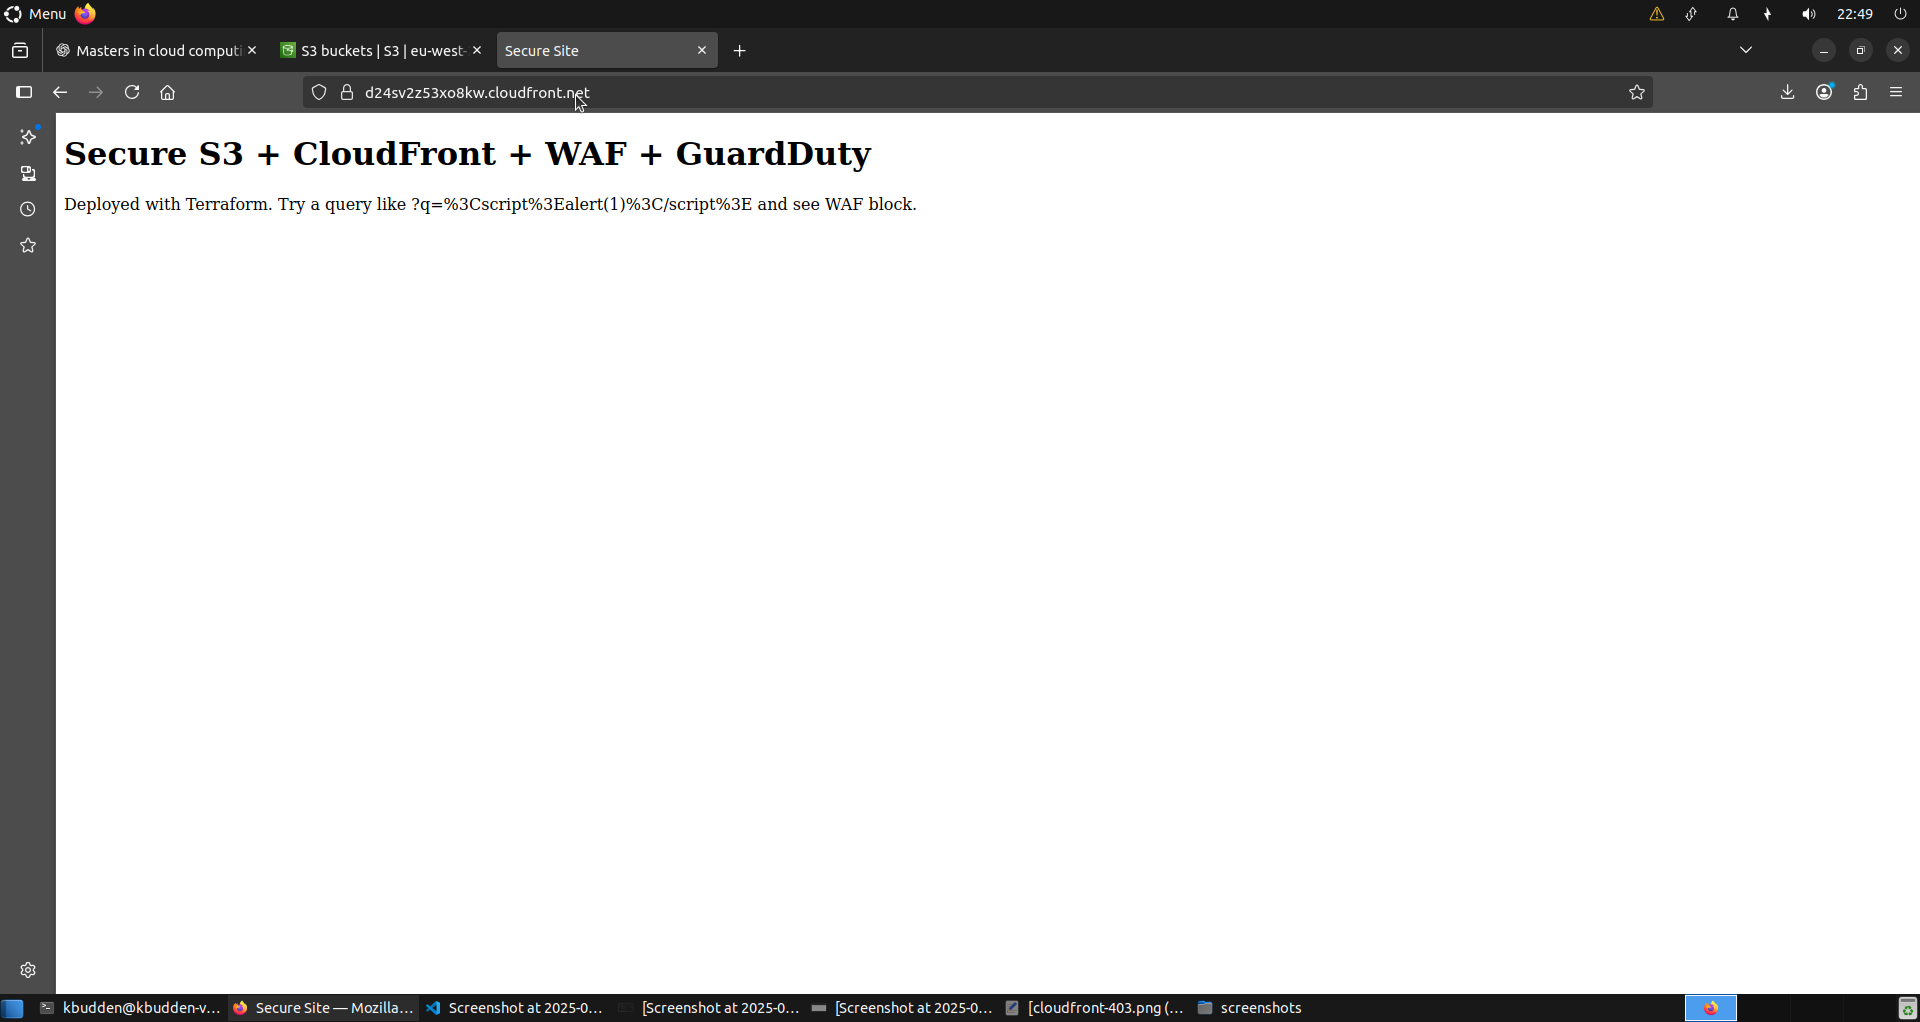 Menu
22:49
Masters in cloud computi
S3 buckets | S3 | eu-west-
Secure Site
d24sv2z53xo8kw.cloudfront.net
Secure S3 + CloudFront + WAF + GuardDuty
Deployed with Terraform. Try a query like ?q=%3Cscript%3Ealert(1)%3C/script%3E and see WAF block.
kbudden@kbudden-v...
Secure Site — Mozilla...
Screenshot at 2025-0...
[Screenshot at 2025-0...
[Screenshot at 2025-0...
[cloudfront-403.png (...
screenshots